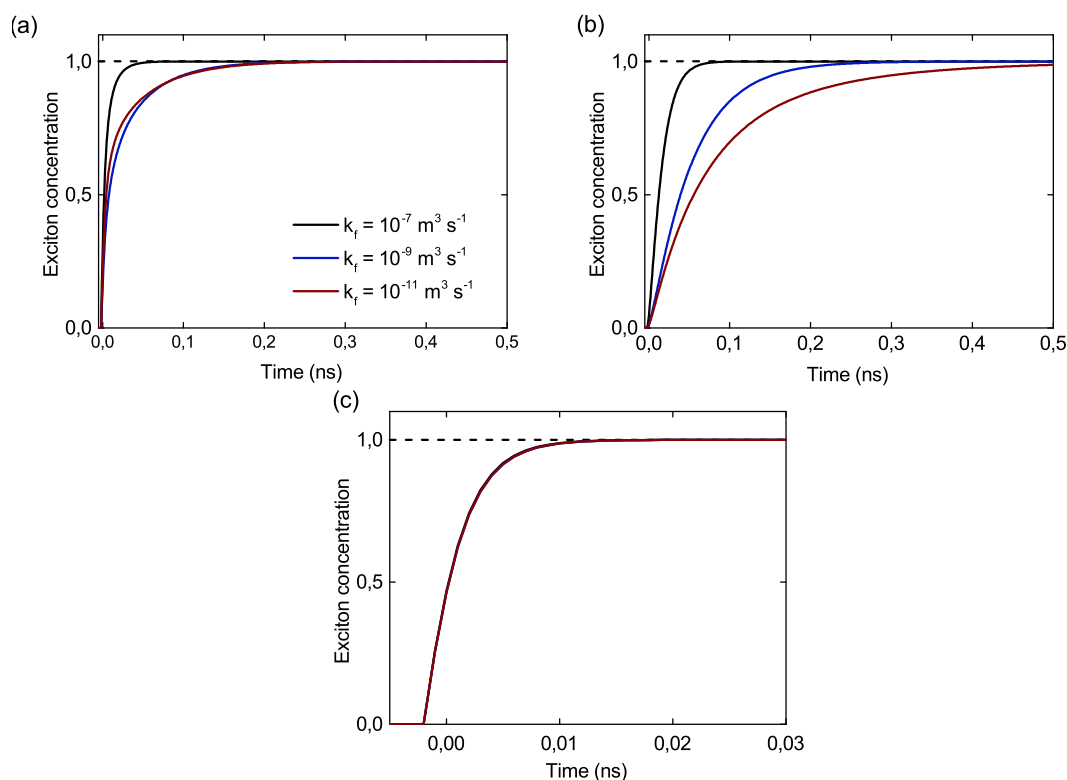 (a)
1,0
0,5
0,0
Exciton concentration
k_f = 10^-7 m^3 s^-1
k_f = 10^-9 m^3 s^-1
k_f = 10^-11 m^3 s^-1
0,0 0,1 0,2 0,3 0,4 0,5
Time (ns)
(b)
1,0
0,5
0,0
Exciton concentration
0,0 0,1 0,2 0,3 0,4 0,5
Time (ns)
(c)
1,0
0,5
0,0
Exciton concentration
0,00 0,01 0,02 0,03
Time (ns)